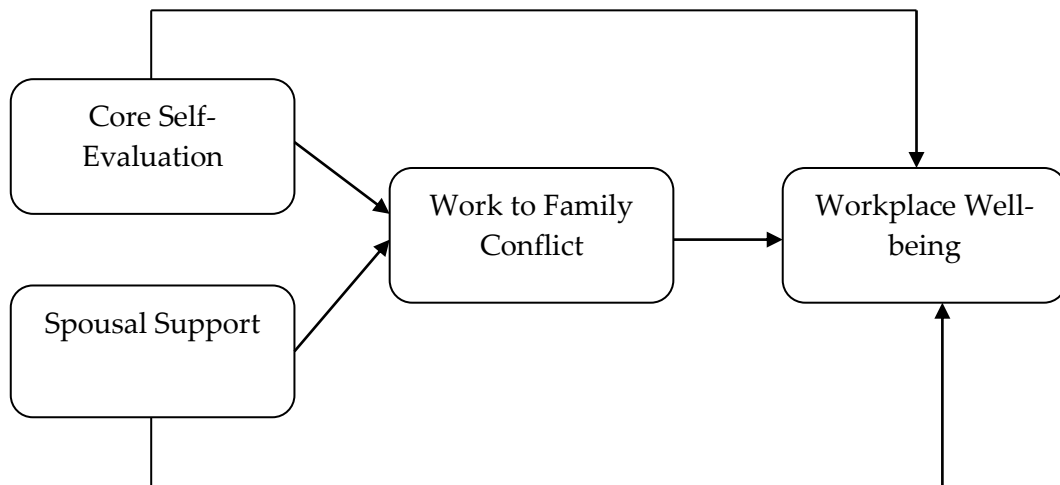 Core Self-
Evaluation
Work to Family
Conflict
Workplace Well-
being
Spousal Support